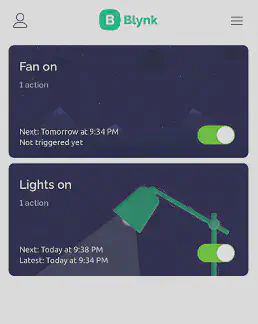 B Blynk
Fan on
1 action
Next: Tomorrow at 9:34 PM
Not triggered yet
Lights on
1 action
Next: Today at 9:38 PM
Latest: Today at 9:34 PM